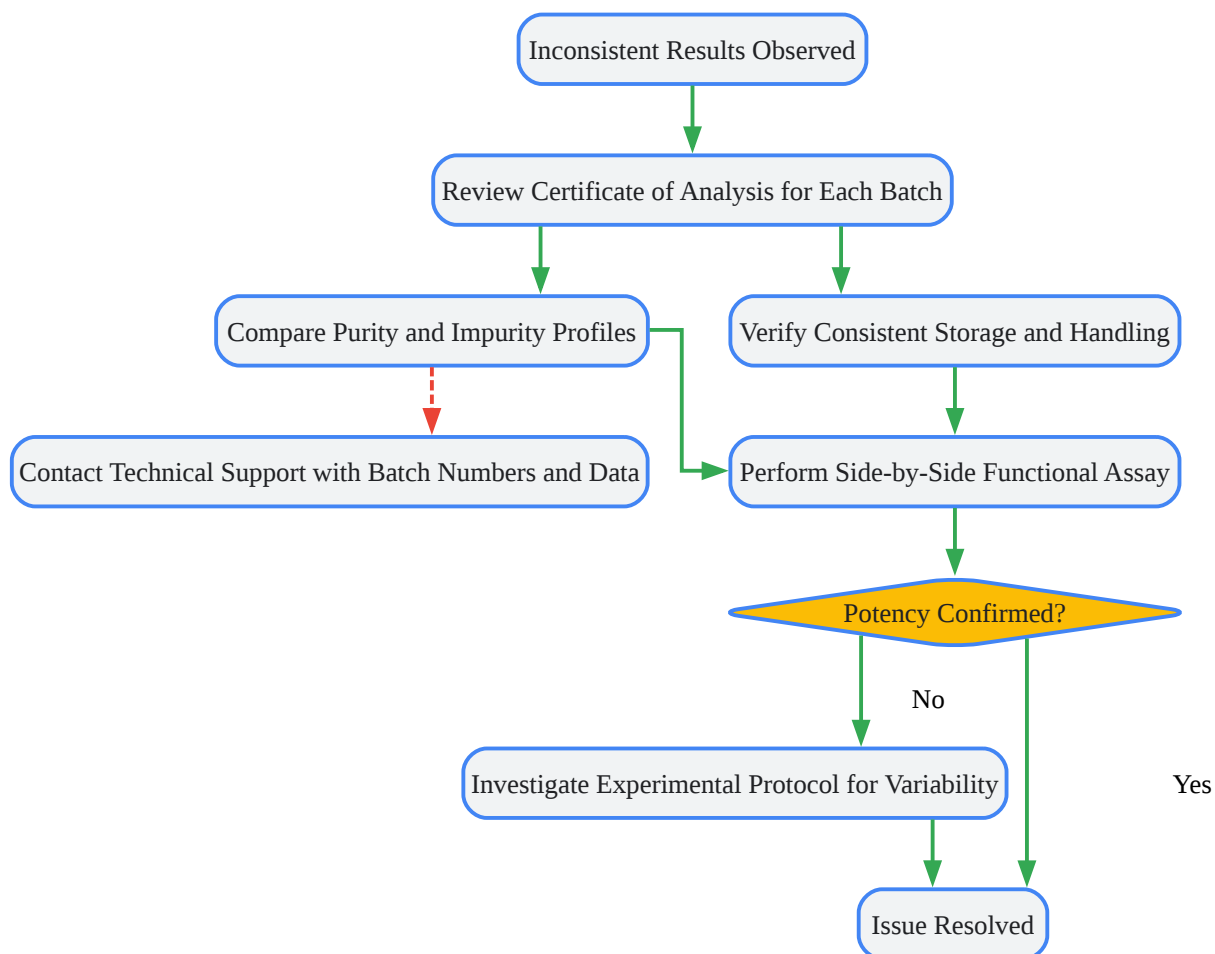 Inconsistent Results Observed
Review Certificate of Analysis for Each Batch
Compare Purity and Impurity Profiles
Verify Consistent Storage and Handling
Contact Technical Support with Batch Numbers and Data
Perform Side-by-Side Functional Assay
Potency Confirmed?
No
Investigate Experimental Protocol for Variability
Yes
Issue Resolved